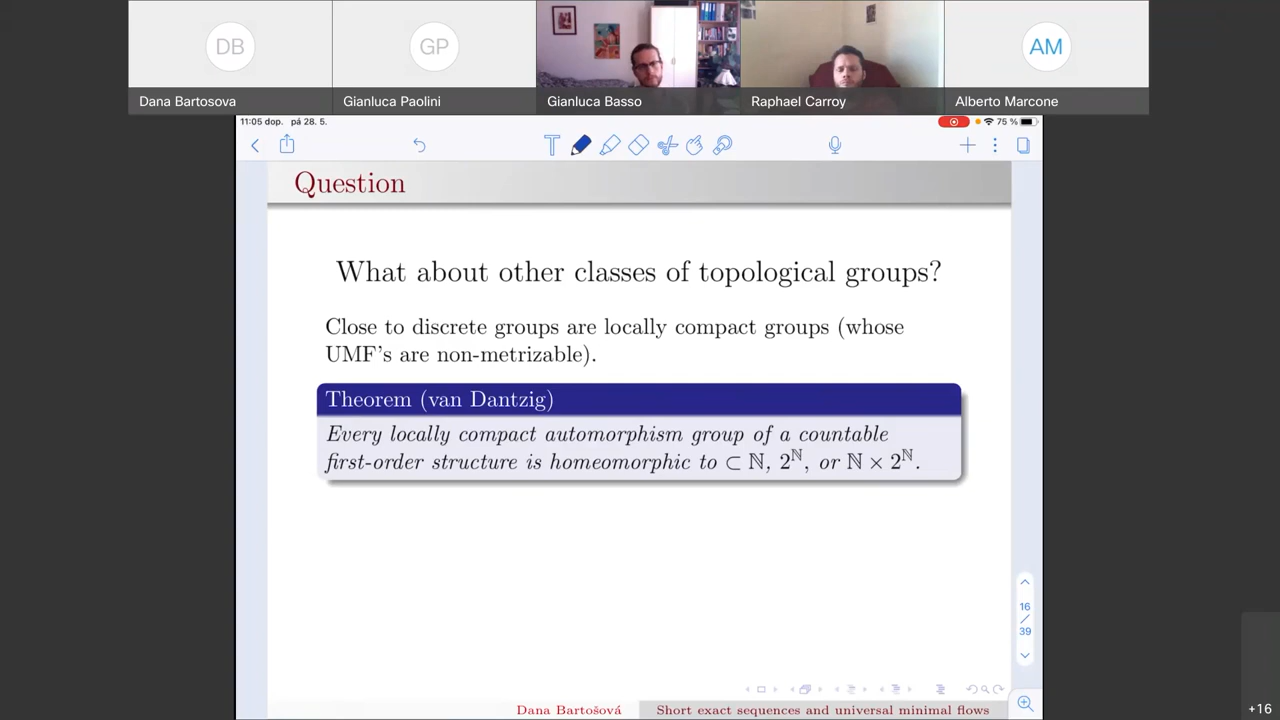 DB
GP
AM
Dana Bartosova
Gianluca Paolini
Gianluca Basso
Raphael Carroy
Alberto Marcone
11:05 dop. pá 28. 5.
75 %
Question
What about other classes of topological groups?
Close to discrete groups are locally compact groups (whose
UMF's are non-metrizable).
Theorem (van Dantzig)
Every locally compact automorphism group of a countable
first-order structure is homeomorphic to ⊂ ℕ, 2^ℕ, or ℕ × 2^ℕ.
16
/
39
Dana Bartošová
Short exact sequences and universal minimal flows
+16